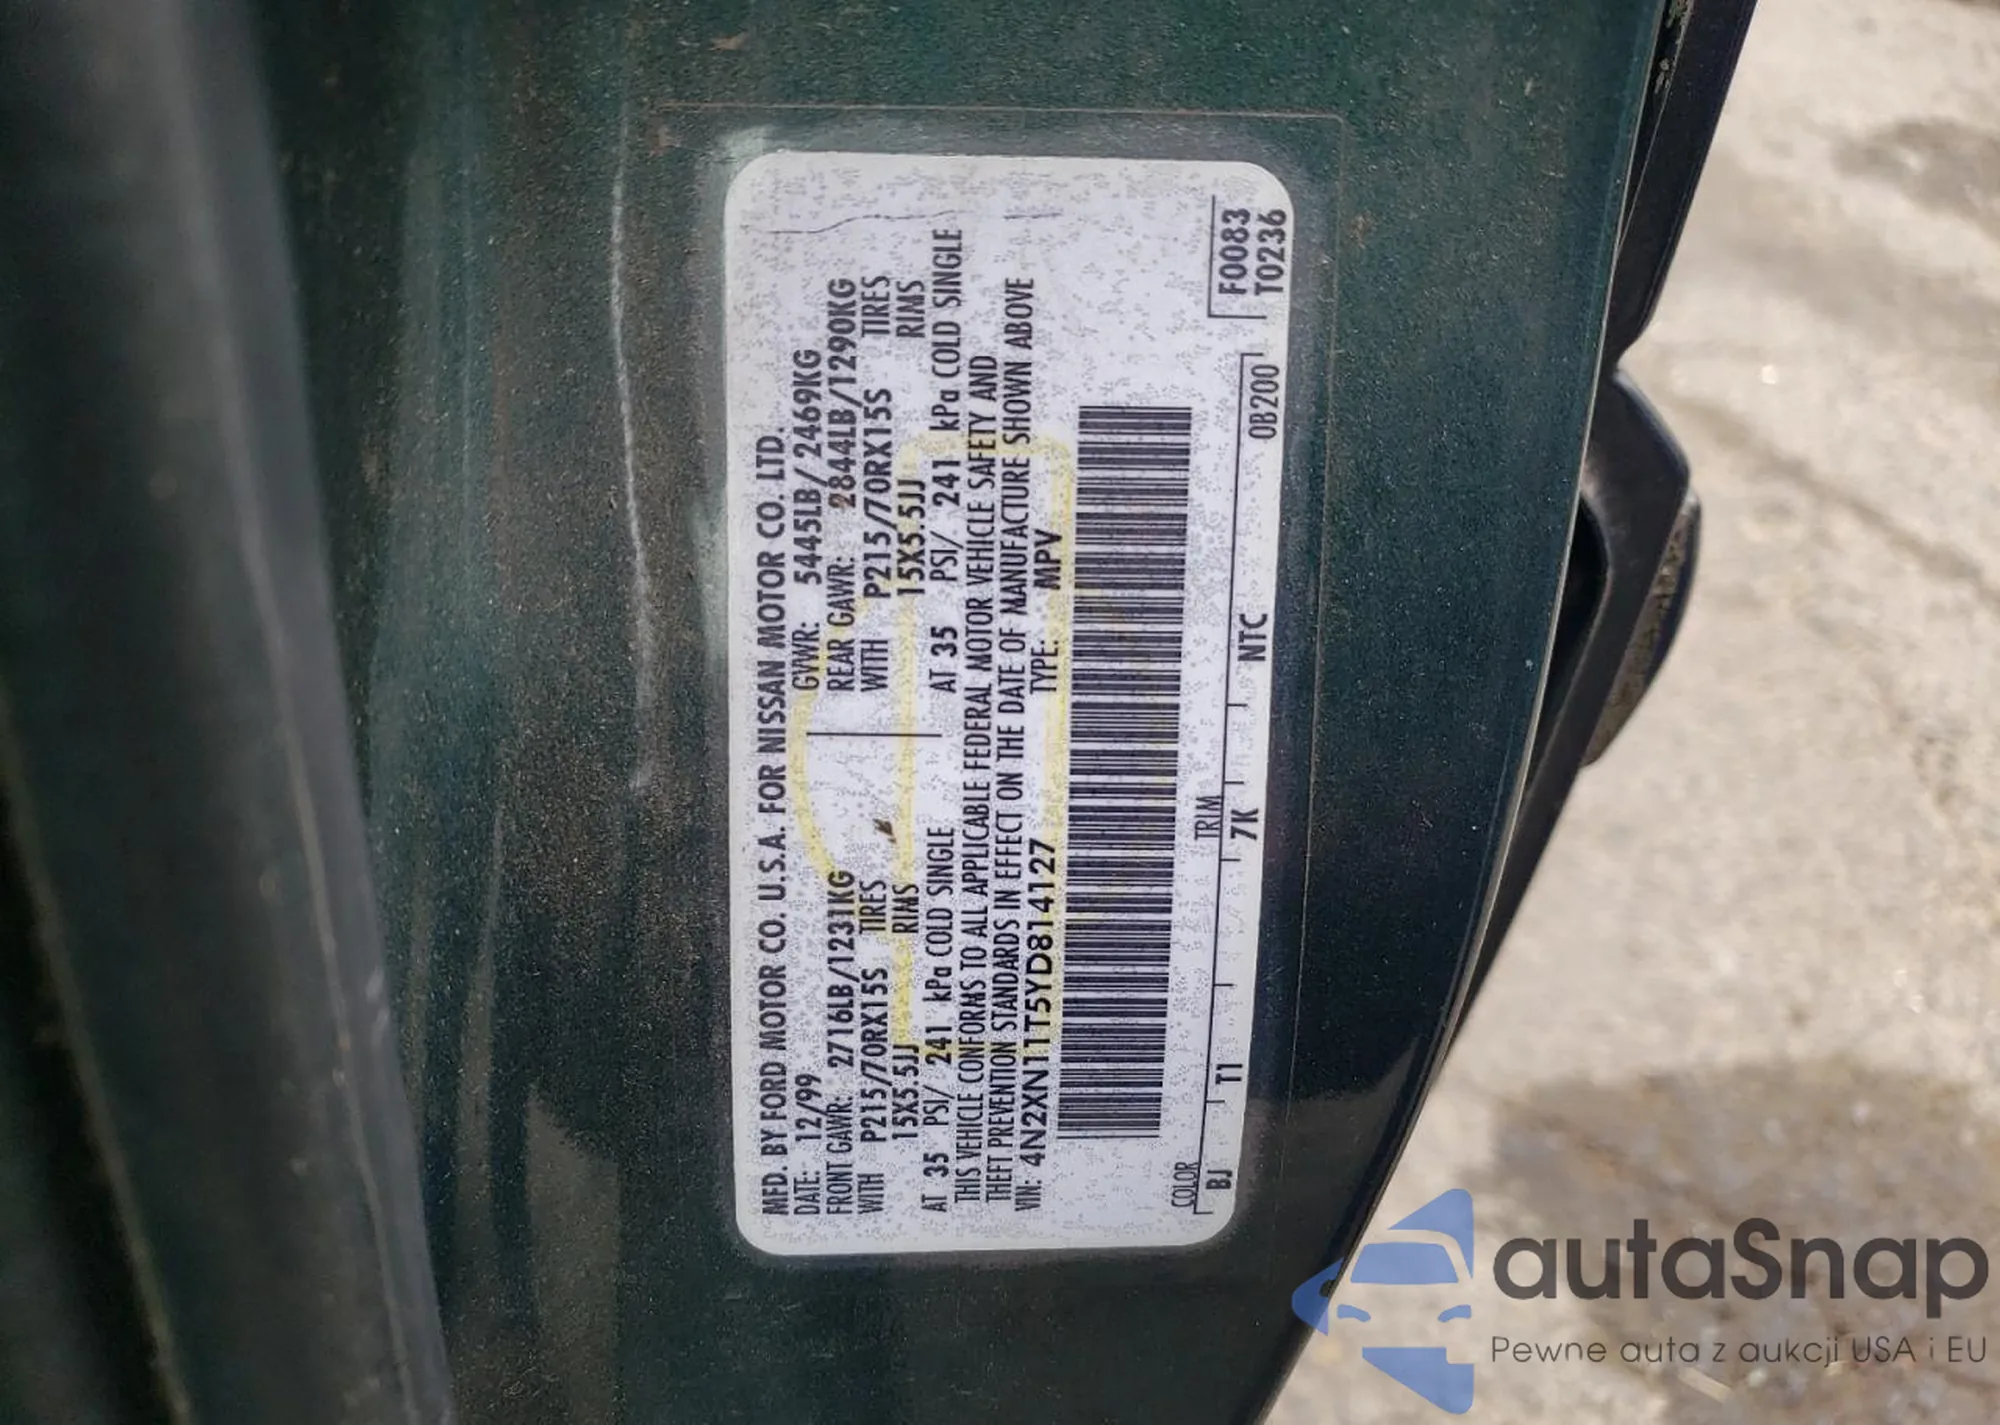 MFD. BY FORD MOTOR CO. U.S.A. FOR NISSAN MOTOR CO. LTD.
DATE: 12/99 GVWR: 5445LB/ 2469KG
FRONT GAWR: 2716LB/1231KG REAR GAWR: 2844LB/1290KG
WITH P215/70RX15S TIRES WITH P215/70RX15S TIRES
15X5.5JJ RIMS 15X5.5JJ RIMS
AT 35 PSI/ 241 kPa COLD SINGLE AT 35 PSI/ 241 kPa COLD SINGLE
THIS VEHICLE CONFORMS TO ALL APPLICABLE FEDERAL MOTOR VEHICLE SAFETY AND
THEFT PREVENTION STANDARDS IN EFFECT ON THE DATE OF MANUFACTURE SHOWN ABOVE
VIN: 4N2XN11T5YD814127 TYPE: MPV
COLOR TRIM F0083
BJ T1 7K NTC 0B200 T0236
autaSnap
Pewne auta z aukcji USA i EU